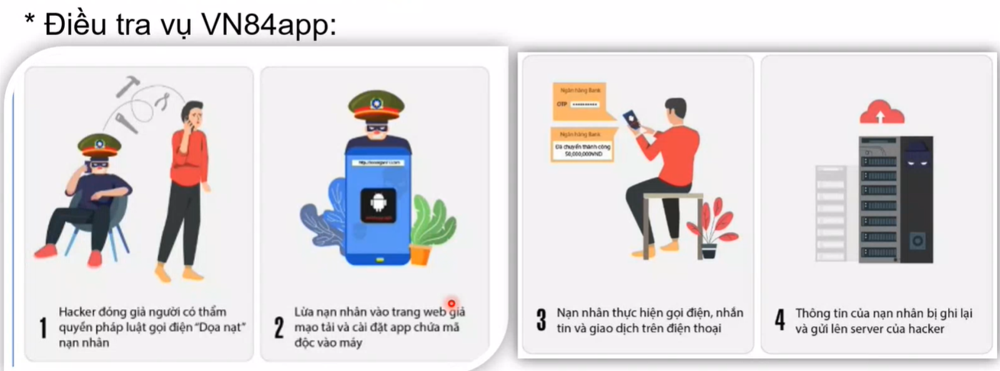 * Điều tra vụ VN84app:
Ngân hàng Bank
OTP **********
Ngân hàng Bank
Đã chuyển thành công
50,000,000VND
1
Hacker đóng giả người có thẩm
quyền pháp luật gọi điện “Dọa nạt”
nạn nhân
2
Lừa nạn nhân vào trang web giả
mạo tải và cài đặt app chứa mã
độc vào máy
3
Nạn nhân thực hiện gọi điện, nhắn
tin và giao dịch trên điện thoại
4
Thông tin của nạn nhân bị ghi lại
và gửi lên server của hacker